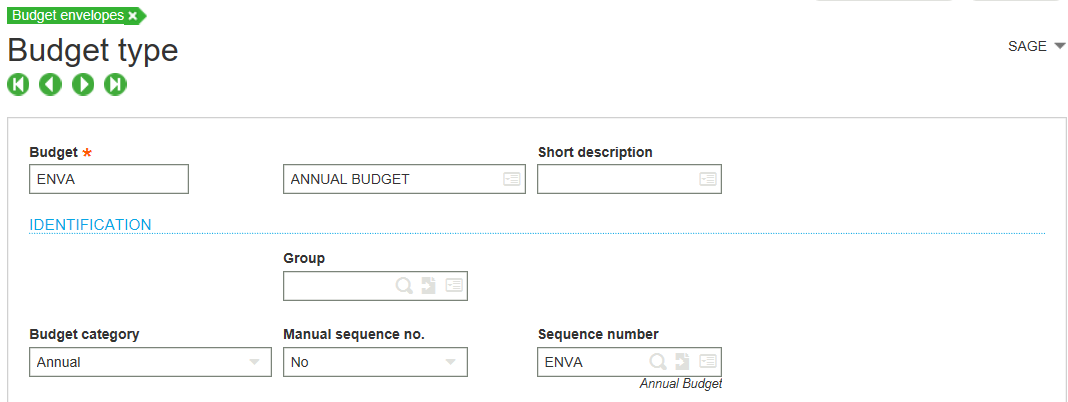 Budget envelopes
Budget type
SAGE
Budget * Short description
ENVA ANNUAL BUDGET
IDENTIFICATION
Group
Budget category Manual sequence no. Sequence number
Annual No ENVA
Annual Budget